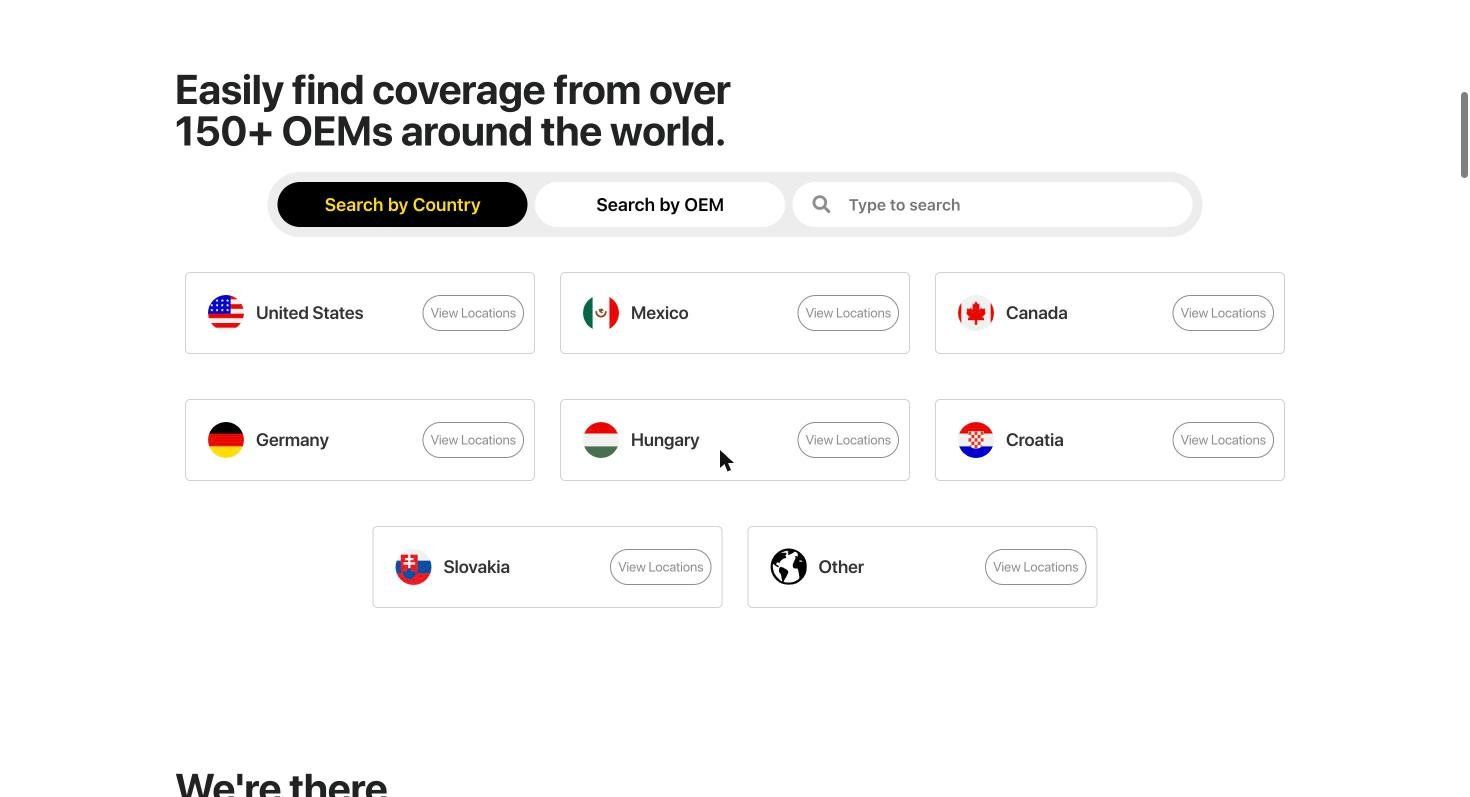 Easily find coverage from over
150+ OEMs around the world.
Search by Country
Search by OEM
Type to search
United States
View Locations
Mexico
View Locations
Canada
View Locations
Germany
View Locations
Hungary
View Locations
Croatia
View Locations
Slovakia
View Locations
Other
View Locations
We're there